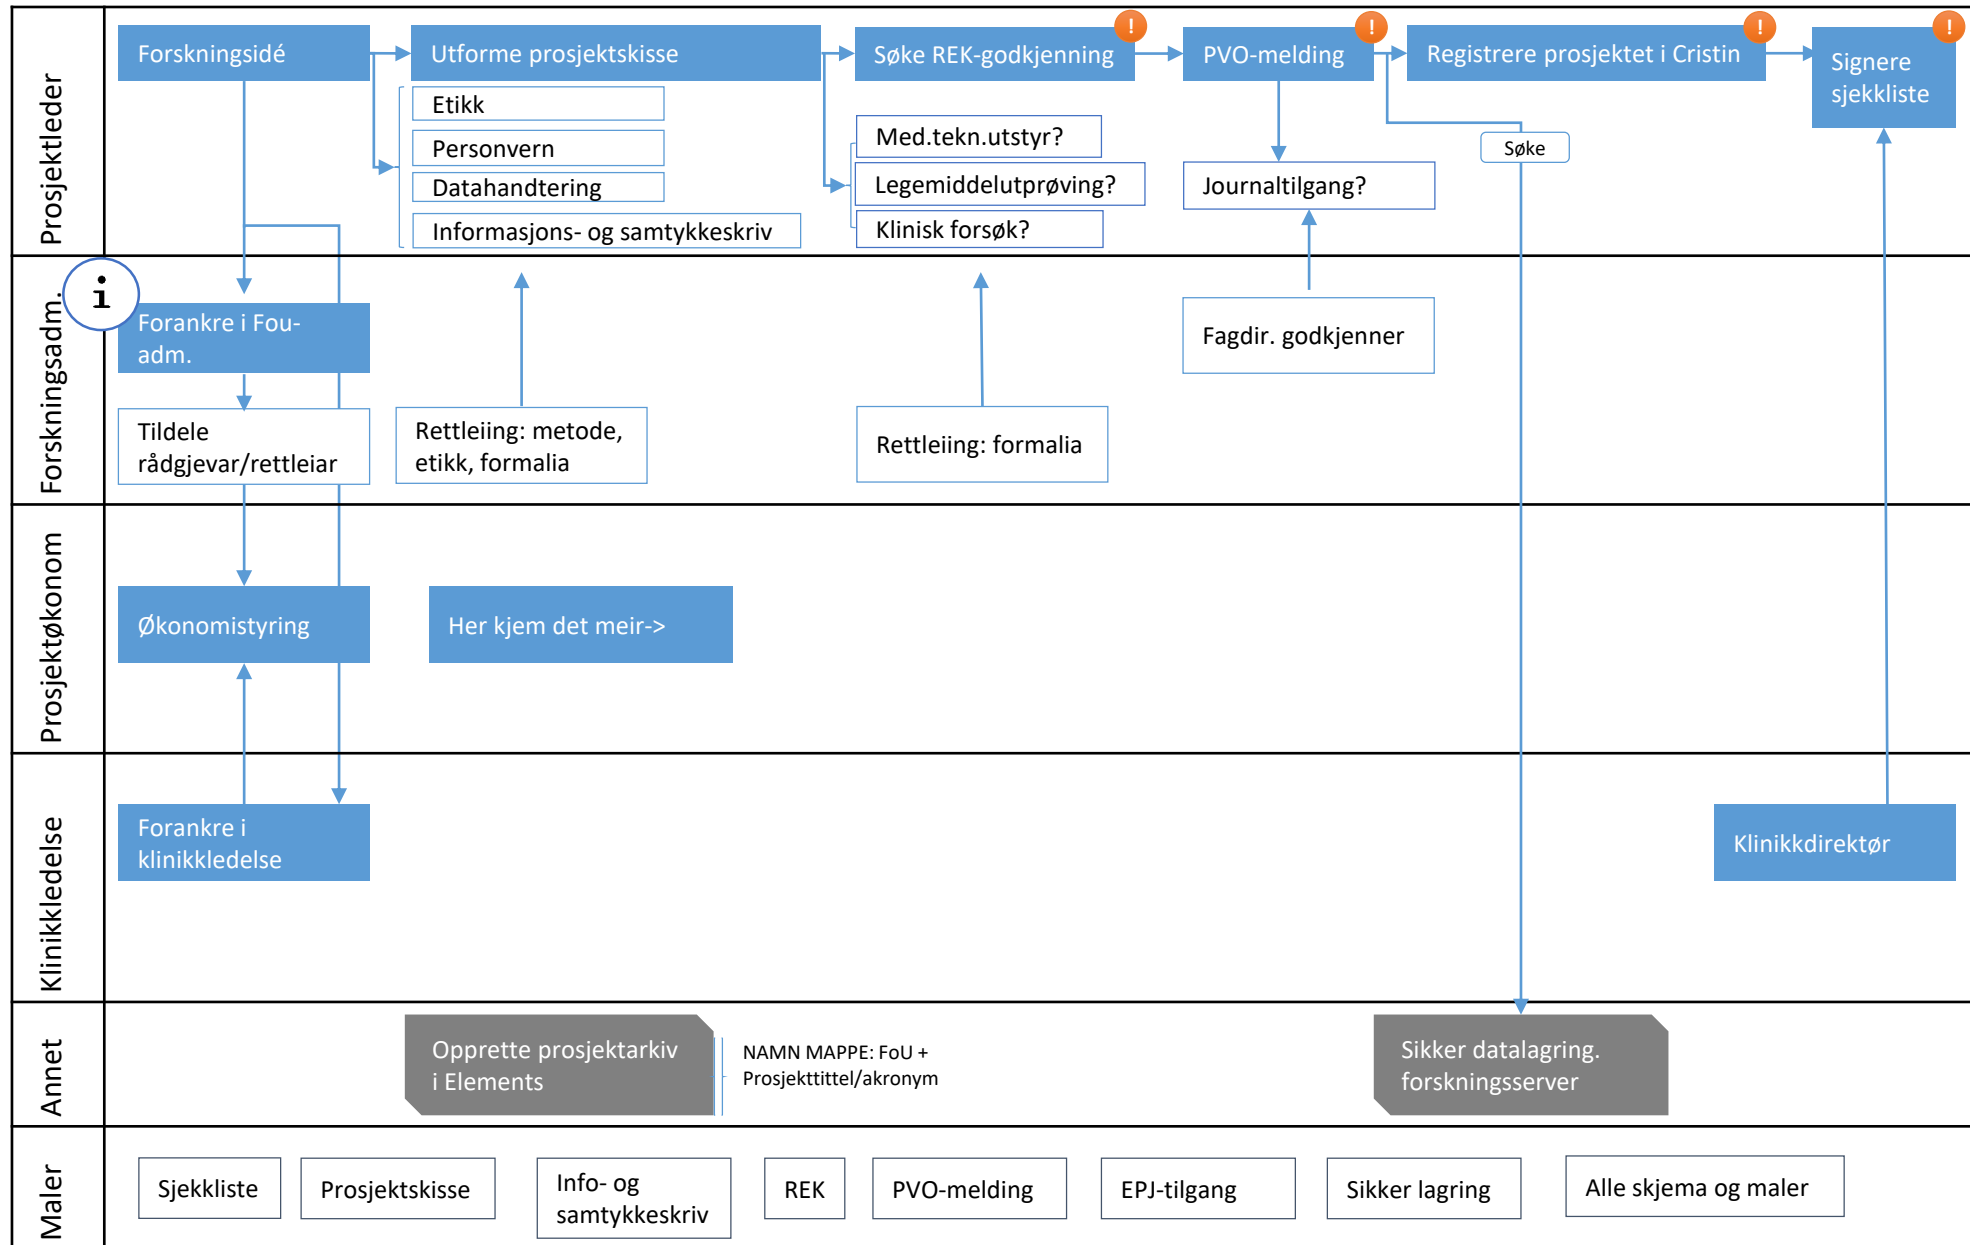 Prosjektleder
Forskningsidé
Utforme prosjektskisse
Søke REK-godkjenning
!
PVO-melding
!
Registrere prosjektet i Cristin
!
Signere
sjekkliste
!
Etikk
Personvern
Datahandtering
Informasjons- og samtykkeskriv
Med.tekn.utstyr?
Legemiddelutprøving?
Klinisk forsøk?
Journaltilgang?
Søke
Forskningsadm.
i
Forankre i Fou-
adm.
Tildele
rådgjevar/rettleiar
Rettleiing: metode,
etikk, formalia
Rettleiing: formalia
Fagdir. godkjenner
Prosjektøkonom
Økonomistyring
Her kjem det meir->
Klinikkledelse
Forankre i
klinikkledelse
Klinikkdirektør
Annet
Opprette prosjektarkiv
i Elements
NAMN MAPPE: FoU +
Prosjekttittel/akronym
Sikker datalagring.
forskningsserver
Maler
Sjekkliste
Prosjektskisse
Info- og
samtykkeskriv
REK
PVO-melding
EPJ-tilgang
Sikker lagring
Alle skjema og maler